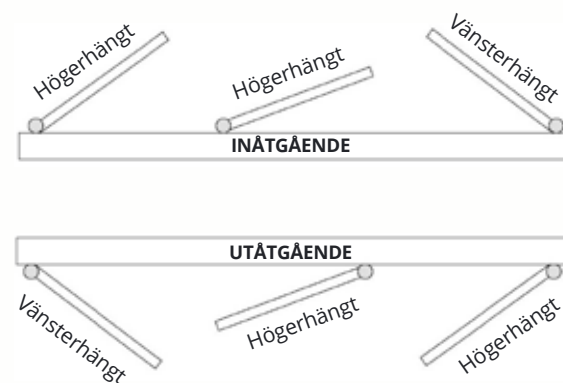 Högerhängt
Högerhängt
Vänsterhängt
INÅTGÅENDE
UTÅTGÅENDE
Vänsterhängt
Högerhängt
Högerhängt